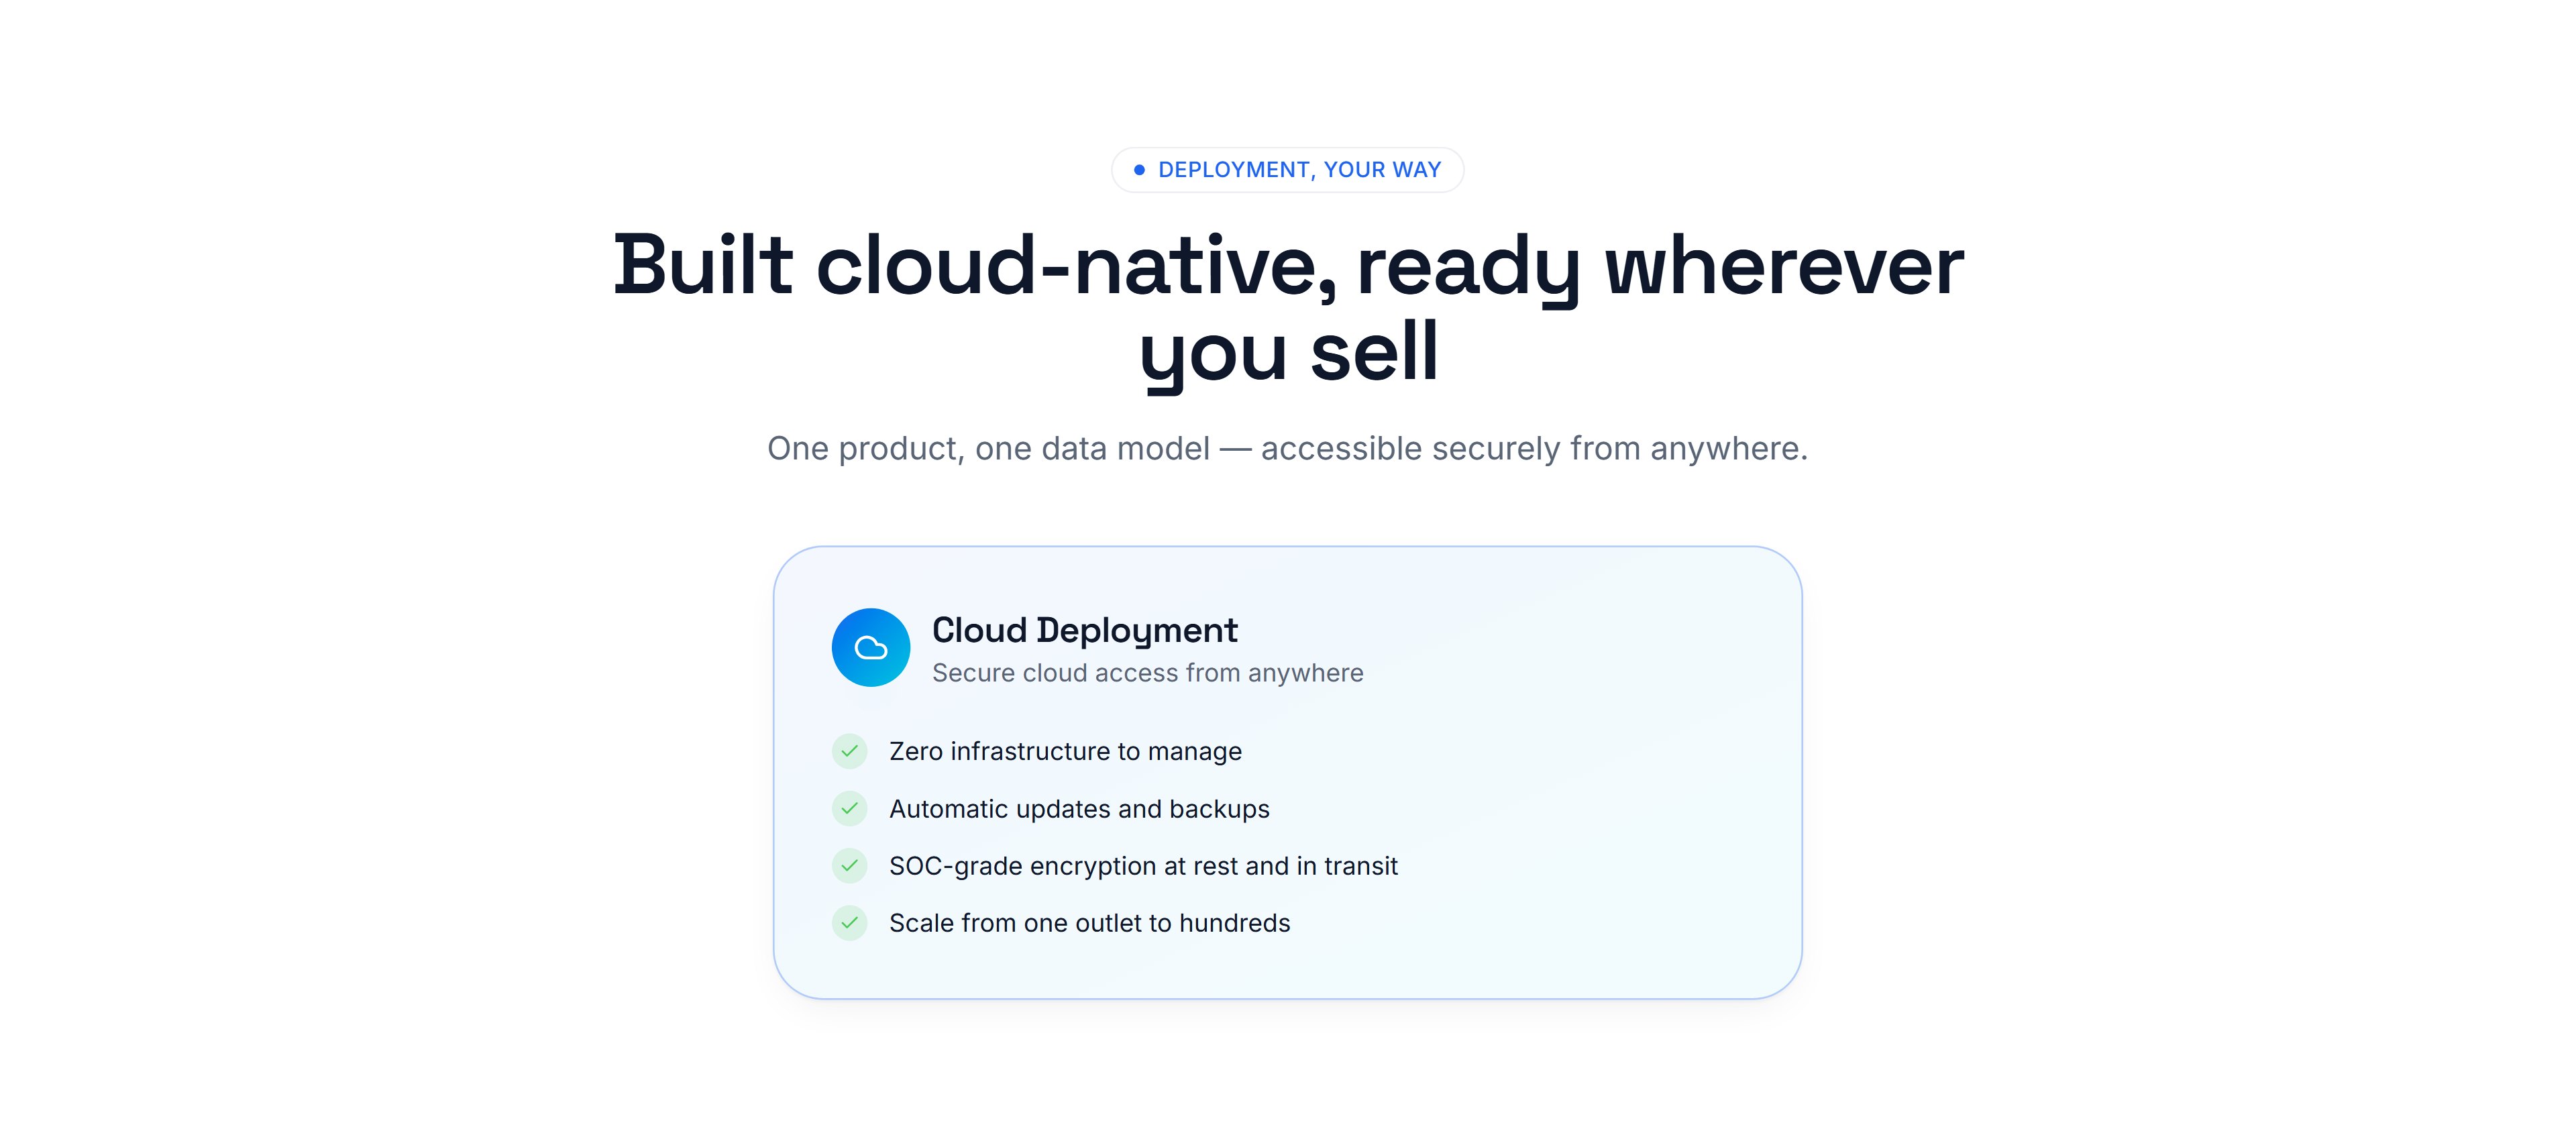 DEPLOYMENT, YOUR WAY
Built cloud-native, ready wherever
you sell
One product, one data model — accessible securely from anywhere.
Cloud Deployment
Secure cloud access from anywhere
Zero infrastructure to manage
Automatic updates and backups
SOC-grade encryption at rest and in transit
Scale from one outlet to hundreds